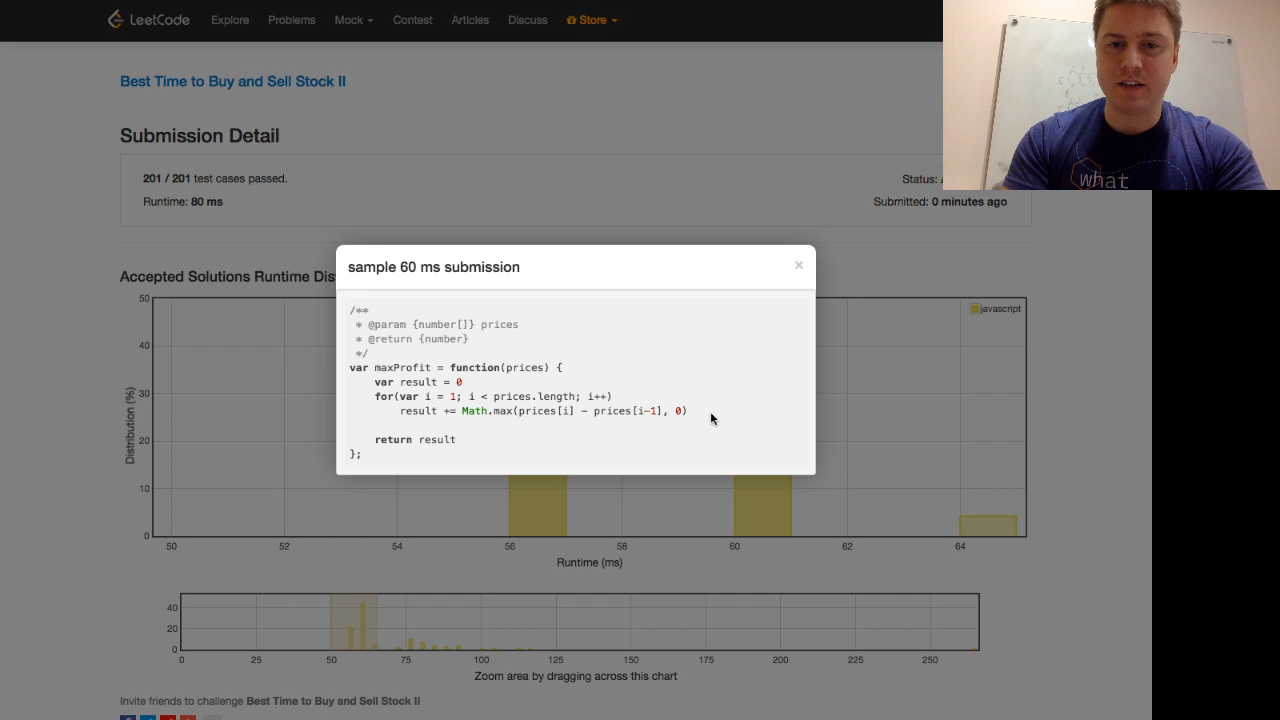 LeetCode Explore Problems Mock Contest Articles Discuss Store
Best Time to Buy and Sell Stock II
Submission Detail
201 / 201 test cases passed.
Status:
Runtime: 80 ms
Submitted: 0 minutes ago
what
sample 60 ms submission
×
Accepted Solutions Runtime
/**
* @param {number[]} prices
* @return {number}
*/
var maxProfit = function(prices) {
var result = 0
for(var i = 1; i < prices.length; i++)
result += Math.max(prices[i] - prices[i-1], 0)
return result
};
javascript
Distribution (%)
50
40
30
20
10
0
50 52 54 56 58 60 62 64
Runtime (ms)
40
20
0
0 25 50 75 100 125 150 175 200 225 250
Zoom area by dragging across this chart
Invite friends to challenge Best Time to Buy and Sell Stock II